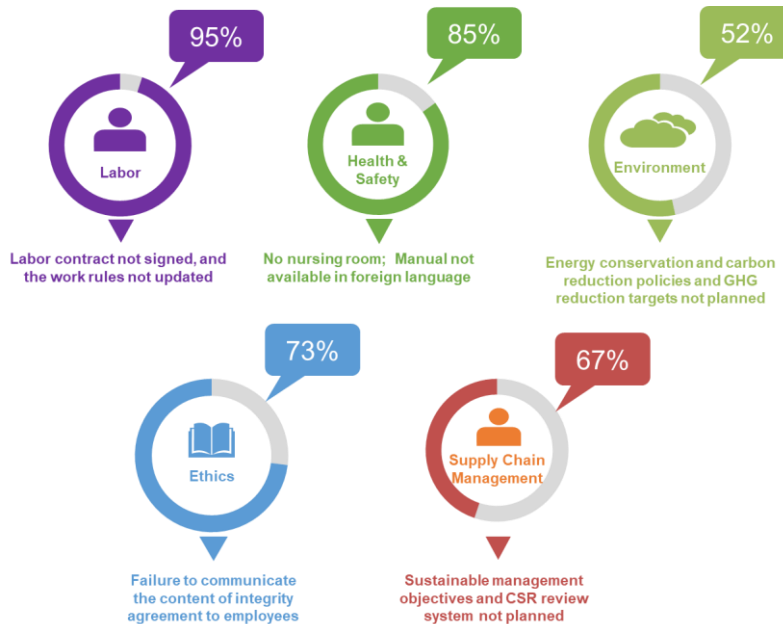 95%
Labor
Labor contract not signed, and
the work rules not updated
85%
Health &
Safety
No nursing room; Manual not
available in foreign language
52%
Environment
Energy conservation and carbon
reduction policies and GHG
reduction targets not planned
73%
Ethics
Failure to communicate
the content of integrity
agreement to employees
67%
Supply Chain
Management
Sustainable management
objectives and CSR review
system not planned